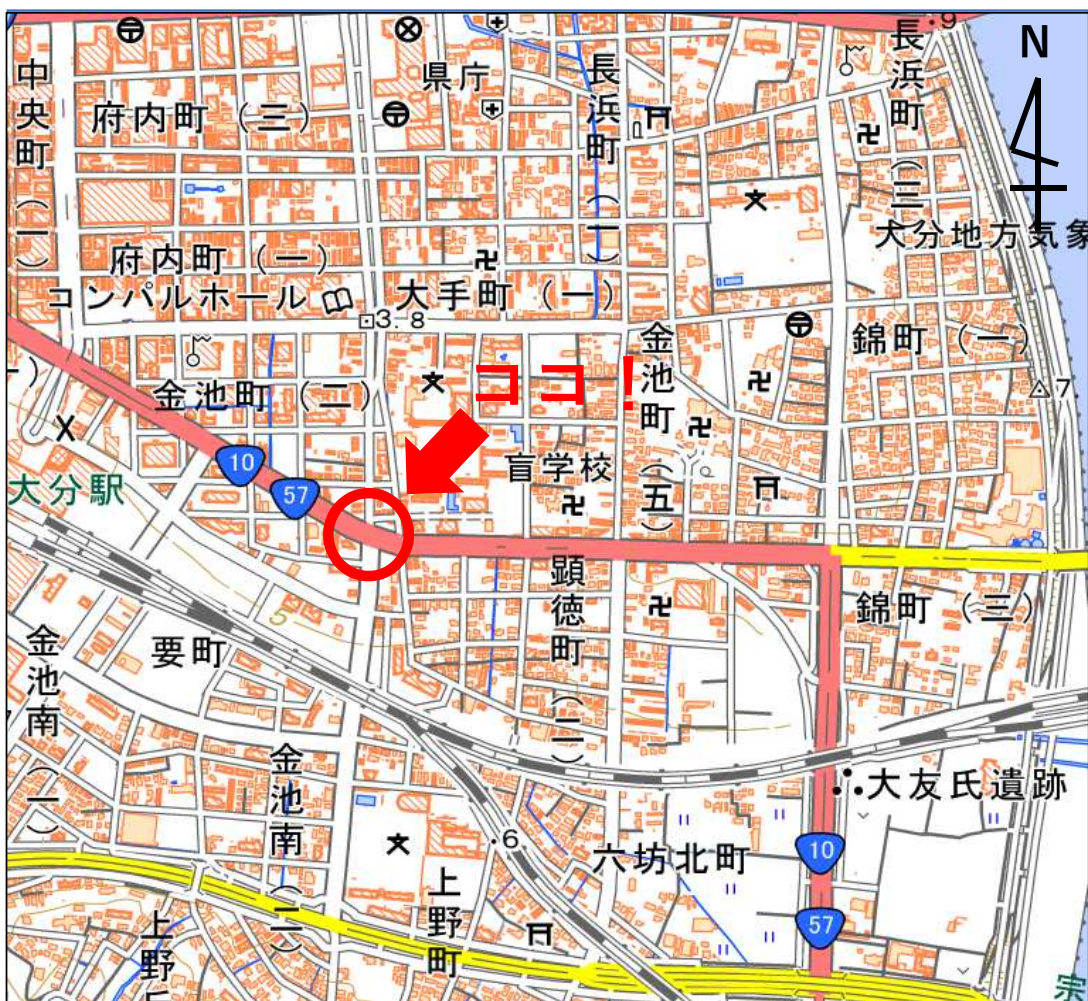 ・9
N
中央町（一）
府内町（三）
県庁
長浜町（一）
長浜町（三）
大分地方気象
府内町（一）
コンパルホール
大手町（一）
3.8
金池町（二）
ココ！
金池町（五）
錦町（一）
7
大分駅
10
57
盲学校
顕徳町（二）
錦町（三）
5
要町
金池南（一）
金池南（二）
大友氏遺跡
・6
六坊北町
10
57
上野町
上野丘
宗